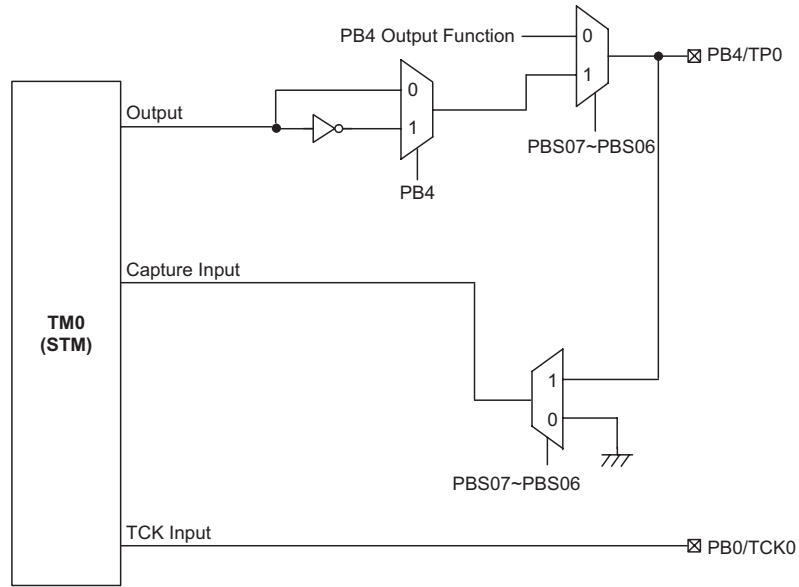 PB4 Output Function
0
1
PB4/TP0
PBS07~PBS06
Output
0
1
PB4
Capture Input
TM0
(STM)
1
0
PBS07~PBS06
TCK Input
PB0/TCK0